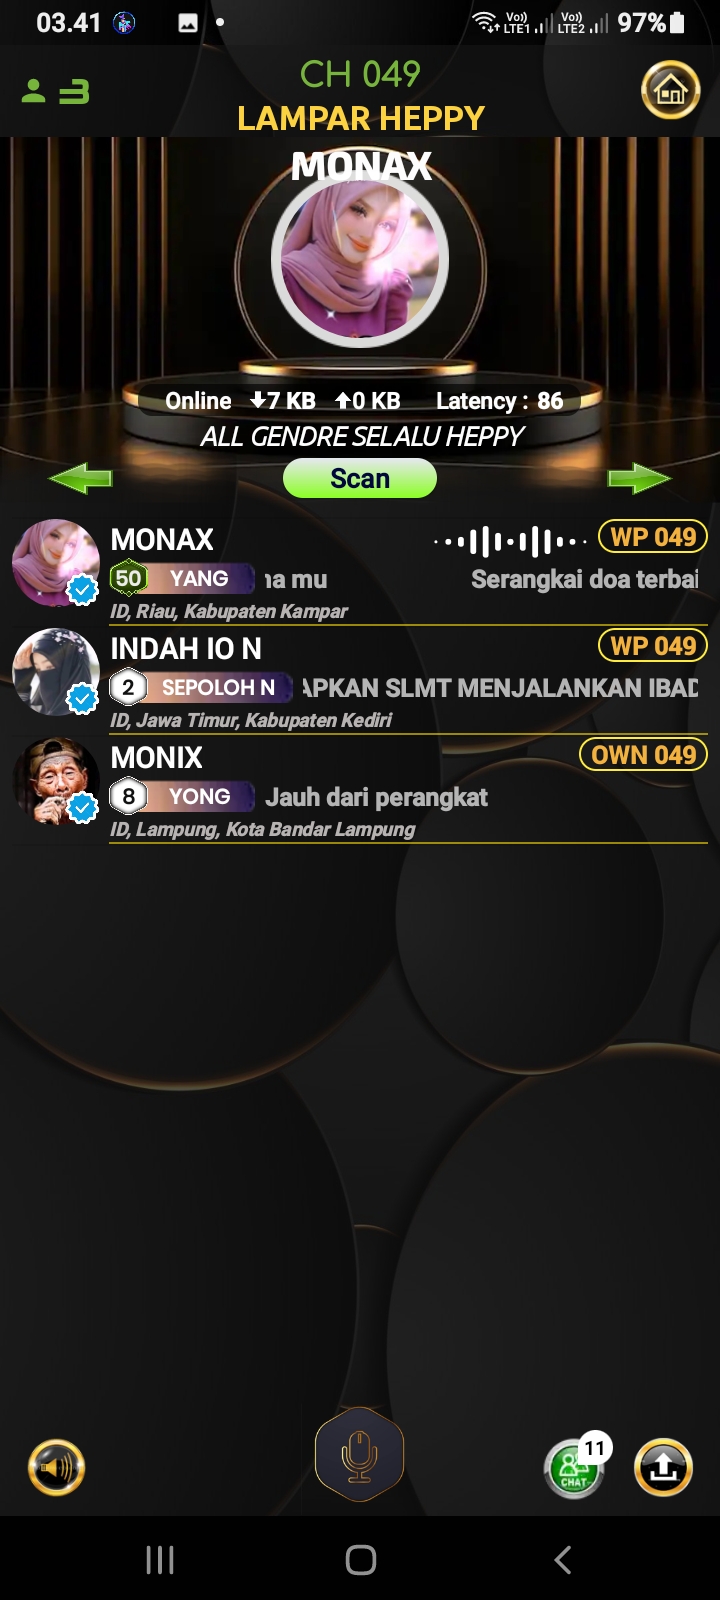 03.41 Vo) LTE1 Vo) LTE2 97%
3
CH 049
LAMPAR HEPPY
MONAX
Online 7 KB 0 KB Latency : 86
ALL GENDRE SELALU HEPPY
Scan
MONAX WP 049
50 YANG na mu Serangkai doa terbai
ID, Riau, Kabupaten Kampar
INDAH IO N WP 049
2 SEPOLOH N APKAN SLMT MENJALANKAN IBAD
ID, Jawa Timur, Kabupaten Kediri
MONIX OWN 049
8 YONG Jauh dari perangkat
ID, Lampung, Kota Bandar Lampung
11
CHAT